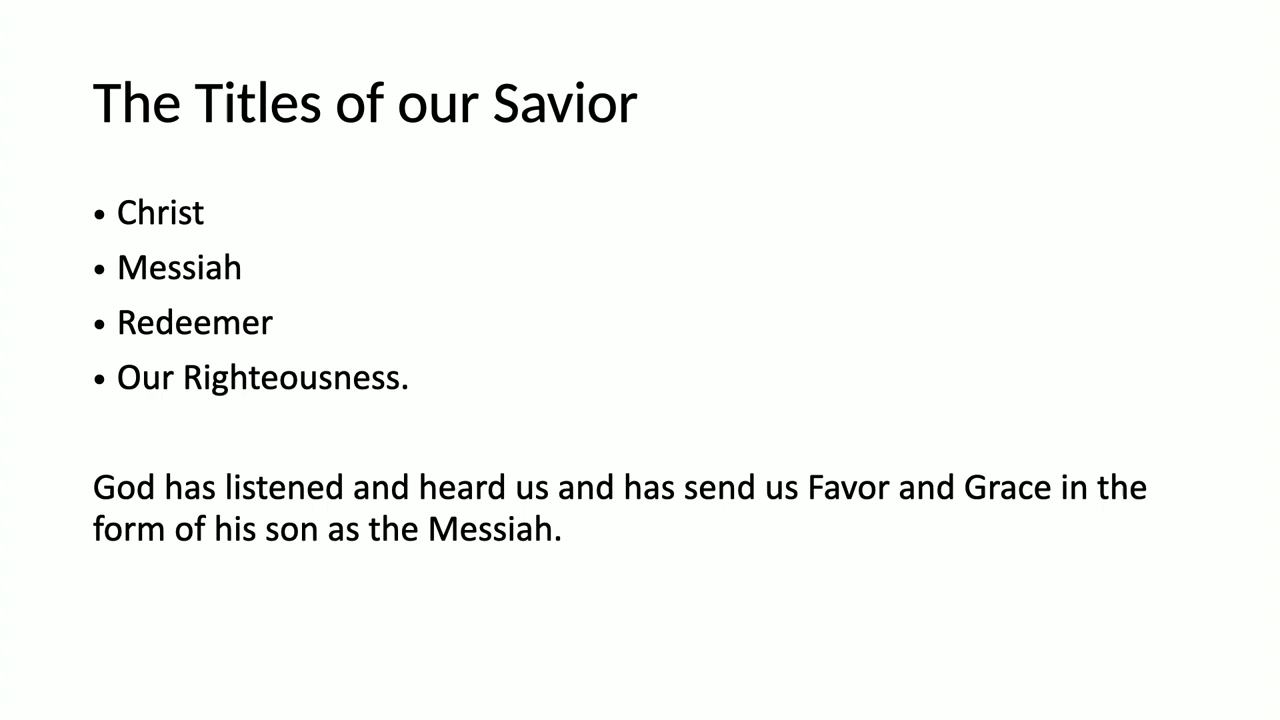 The Titles of our Savior
• Christ
• Messiah
• Redeemer
• Our Righteousness.
God has listened and heard us and has send us Favor and Grace in the
form of his son as the Messiah.